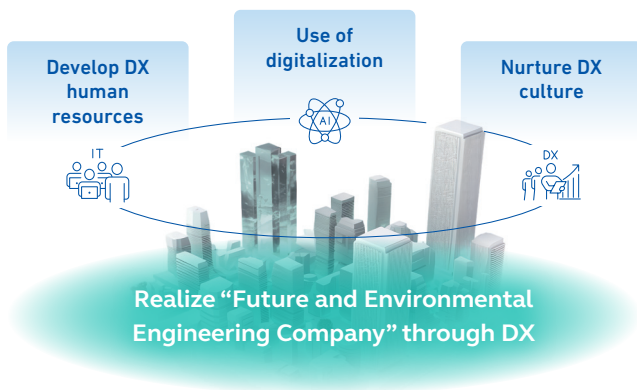 Develop DX
human
resources
Use of
digitalization
Nurture DX
culture
IT
AI
DX
Realize “Future and Environmental
Engineering Company” through DX